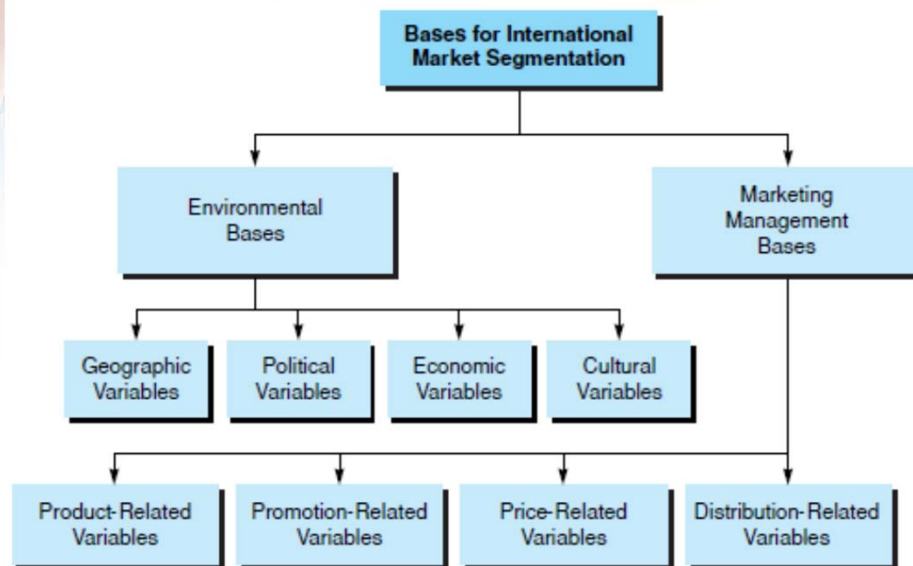 Bases for International
Market Segmentation
Environmental
Bases
Marketing
Management
Bases
Geographic
Variables
Political
Variables
Economic
Variables
Cultural
Variables
Product-Related
Variables
Promotion-Related
Variables
Price-Related
Variables
Distribution-Related
Variables